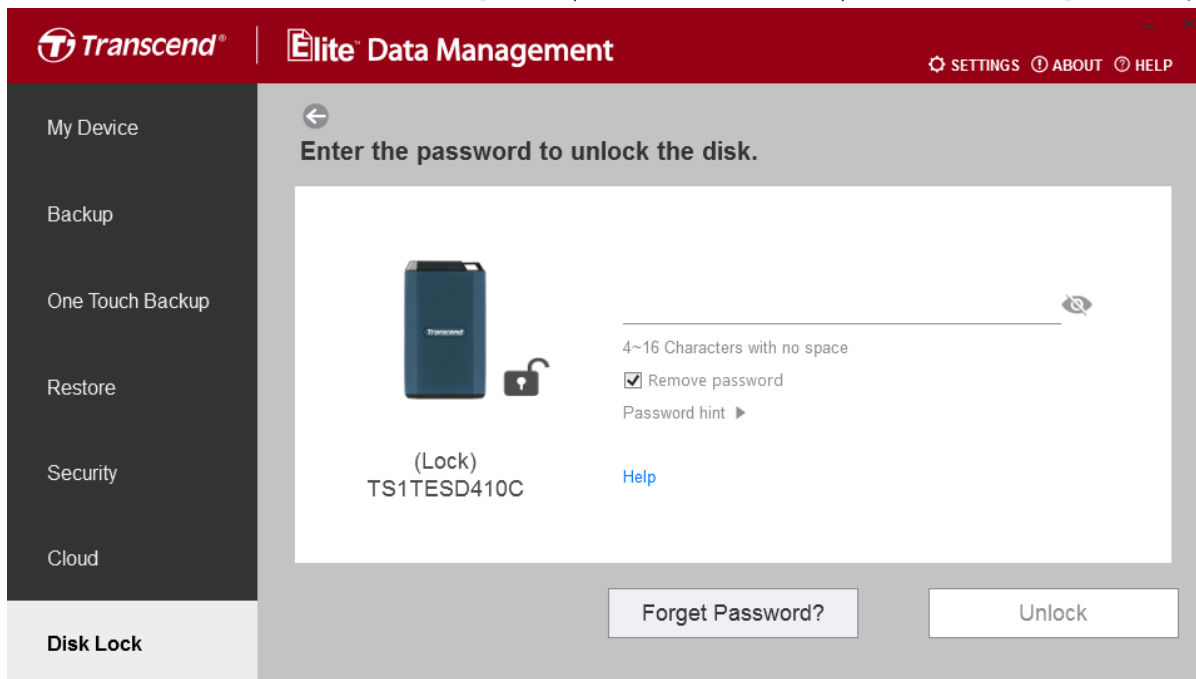 Transcend®
Èlite™ Data Management
SETTINGS ABOUT HELP
My Device
Backup
One Touch Backup
Restore
Security
Cloud
Disk Lock
Enter the password to unlock the disk.
Transcend
(Lock)
TS1TESD410C
4~16 Characters with no space
Remove password
Password hint
Help
Forget Password?
Unlock